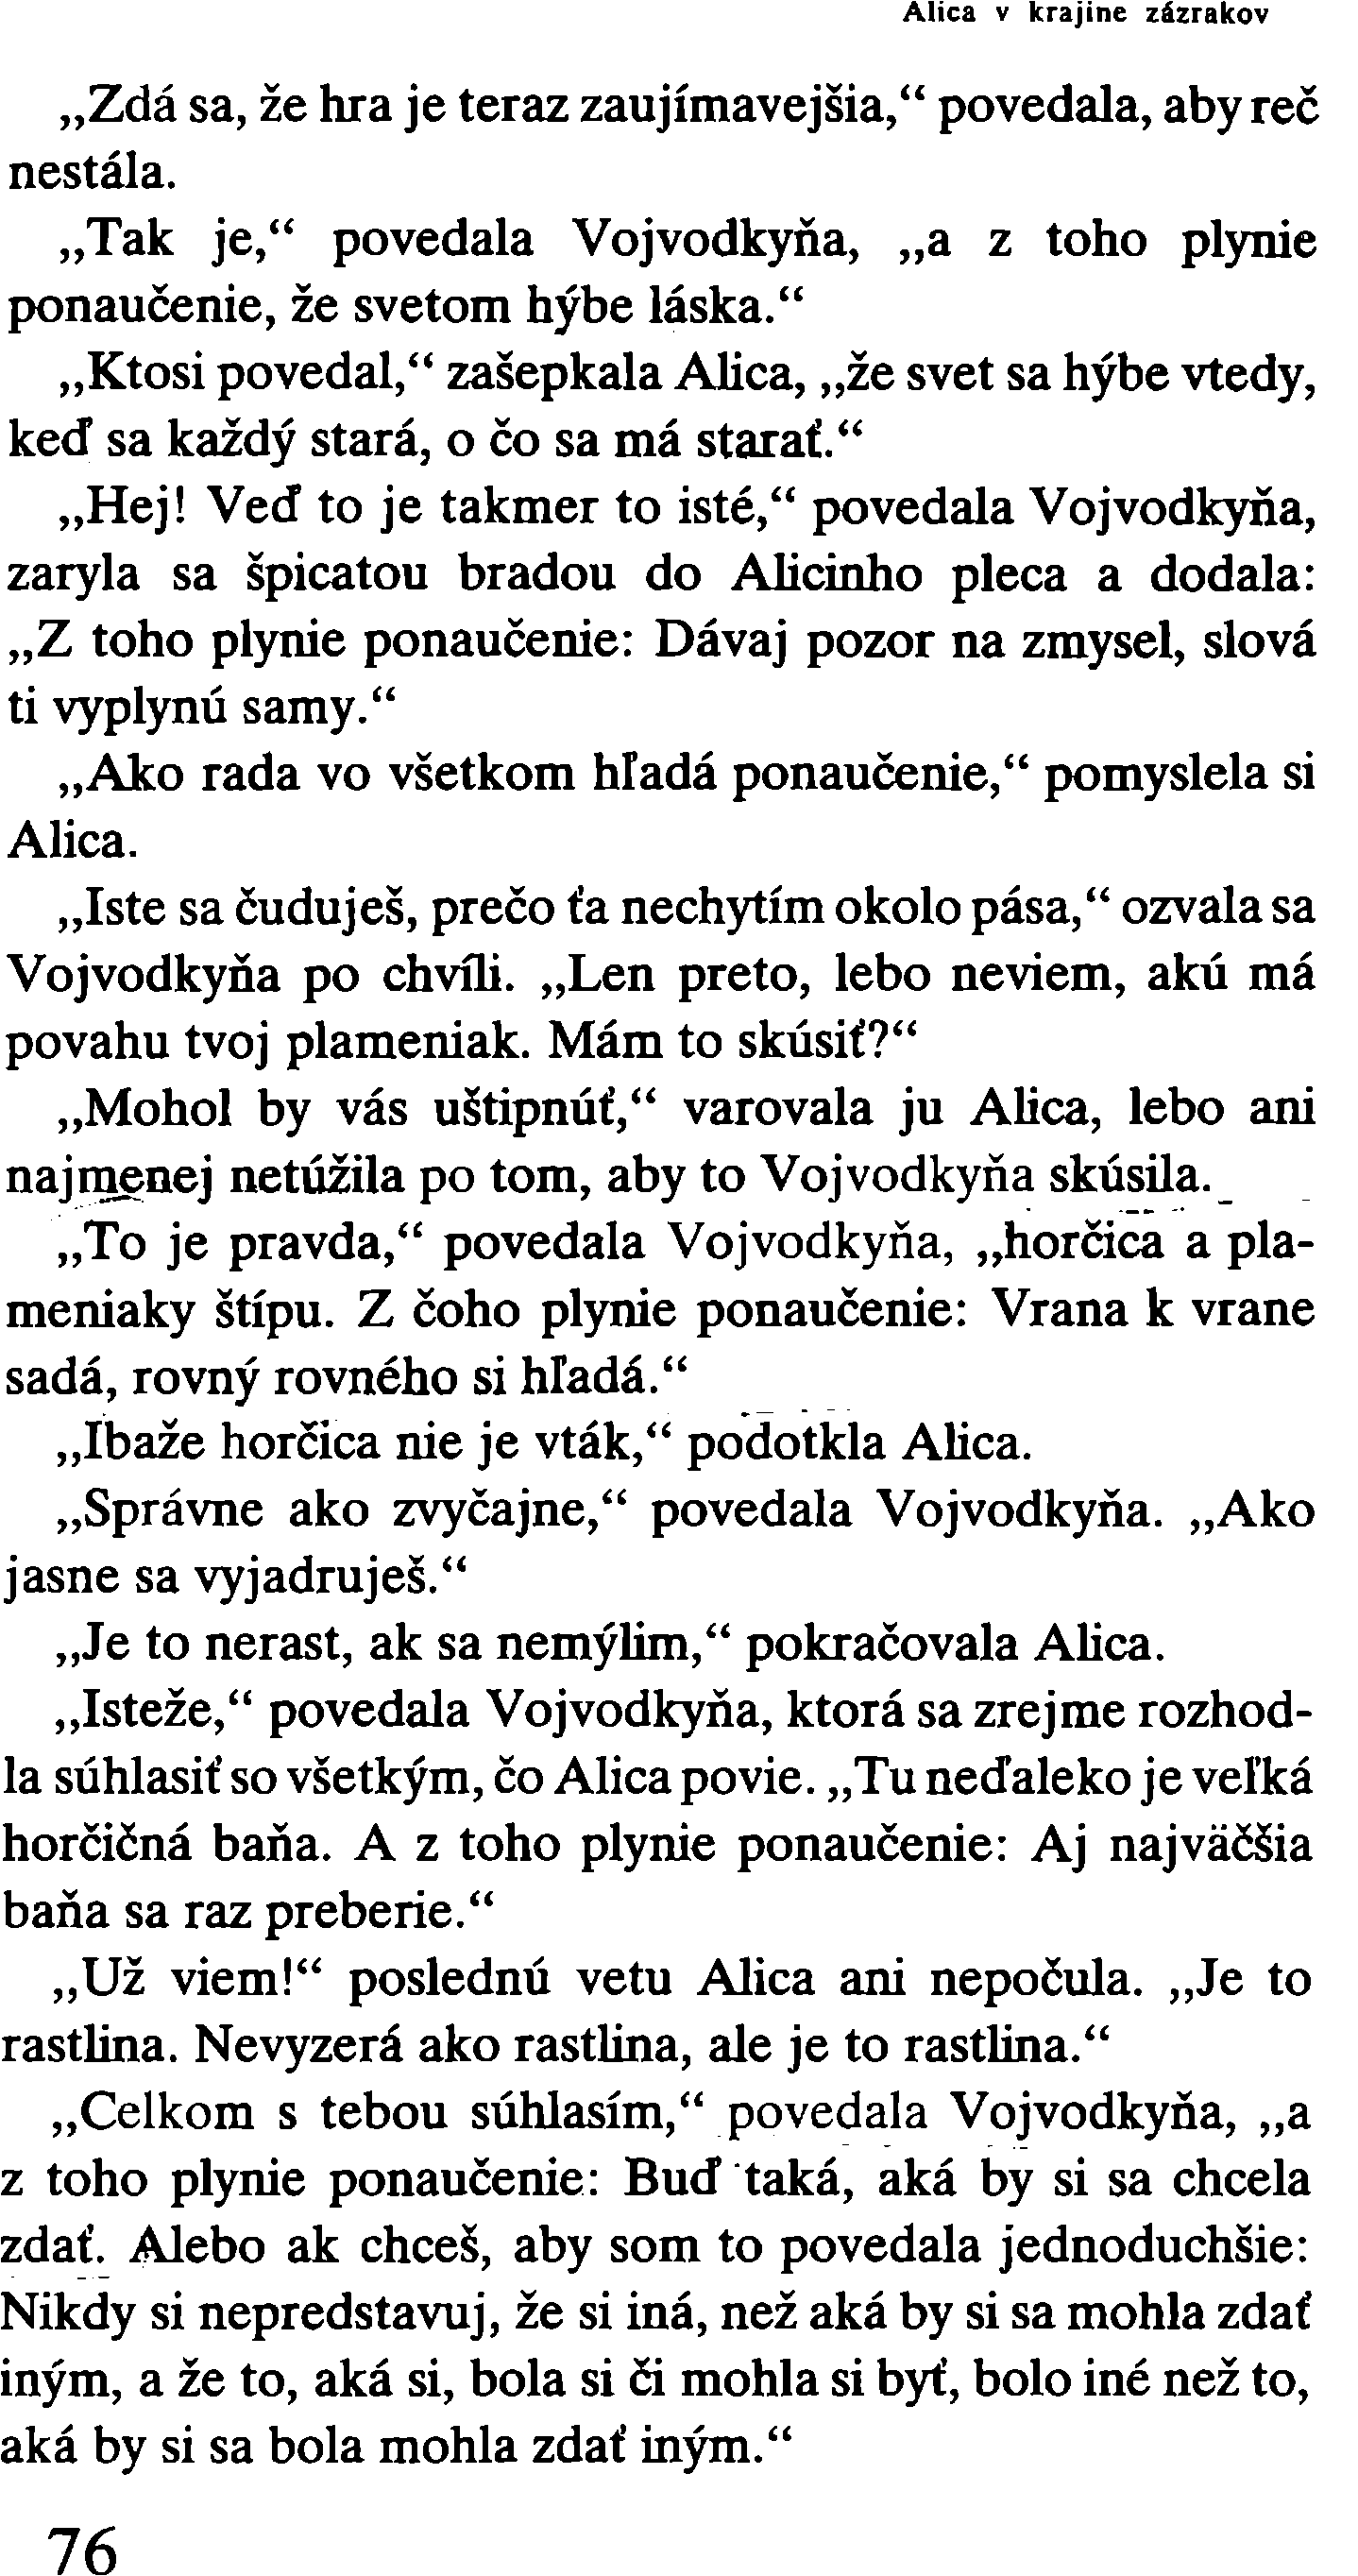 Alica v krajine zázrakov
„Zdá sa, že hra je teraz zaujímavejšia,“ povedala, aby reč
nestála.
„Tak je,“ povedala Vojvodkyňa, „a z toho plynie
ponaučenie, že svetom hýbe láska.“
„Ktosi povedal,“ zašepkala Alica, „že svet sa hýbe vtedy,
keď sa každý stará, o čo sa má starať.“
„Hej! Veď to je takmer to isté,“ povedala Vojvodkyňa,
zaryla sa špicatou bradou do Alicinho pleca a dodala:
„Z toho plynie ponaučenie: Dávaj pozor na zmysel, slová
ti vyplynú samy.“
„Ako rada vo všetkom hľadá ponaučenie,“ pomyslela si
Alica.
„Iste sa čuduješ, prečo ťa nechytím okolo pása,“ ozvala sa
Vojvodkyňa po chvíli. „Len preto, lebo neviem, akú má
povahu tvoj plameniak. Mám to skúsiť?“
„Mohol by vás uštipnúť,“ varovala ju Alica, lebo ani
najmenej netúžila po tom, aby to Vojvodkyňa skúsila.
„To je pravda,“ povedala Vojvodkyňa, „horčica a pla-
meniaky štípu. Z čoho plynie ponaučenie: Vrana k vrane
sadá, rovný rovného si hľadá.“
„Ibaže horčica nie je vták,“ podotkla Alica.
„Správne ako zvyčajne,“ povedala Vojvodkyňa. „Ako
jasne sa vyjadruješ.“
„Je to nerast, ak sa nemýlim,“ pokračovala Alica.
„Isteže,“ povedala Vojvodkyňa, ktorá sa zrejme rozhod-
la súhlasiť so všetkým, čo Alica povie. „Tu neďaleko je veľká
horčičná baňa. A z toho plynie ponaučenie: Aj najväčšia
baňa sa raz preberie.“
„Už viem!“ poslednú vetu Alica ani nepočula. „Je to
rastlina. Nevyzerá ako rastlina, ale je to rastlina.“
„Celkom s tebou súhlasím,“ povedala Vojvodkyňa, „a
z toho plynie ponaučenie: Buď taká, aká by si sa chcela
zdať. Alebo ak chceš, aby som to povedala jednoduchšie:
Nikdy si nepredstavuj, že si iná, než aká by si sa mohla zdať
iným, a že to, aká si, bola si či mohla si byť, bolo iné než to,
aká by si sa bola mohla zdať iným.“
76